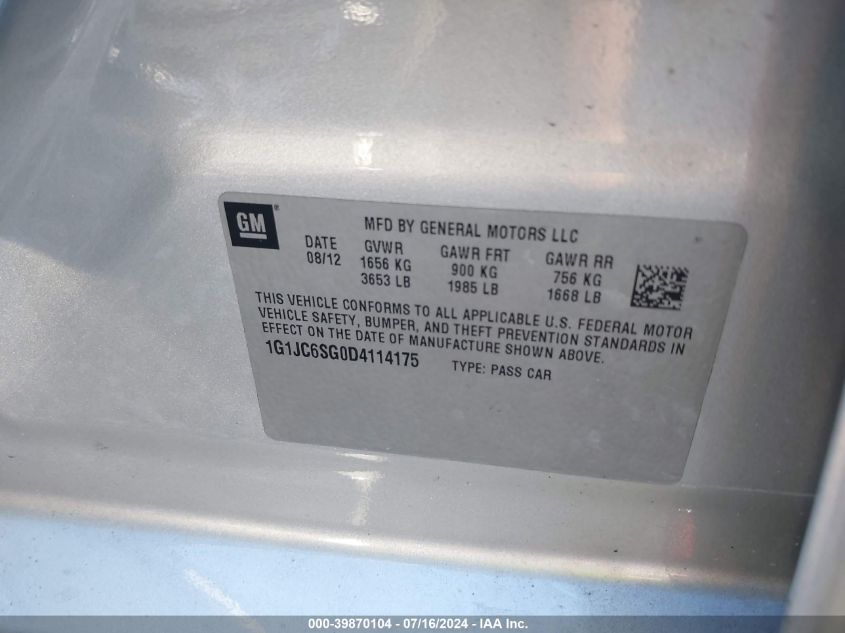 GM ®
MFD BY GENERAL MOTORS LLC
DATE GVWR GAWR FRT GAWR RR
08/12 1656 KG 900 KG 756 KG
3653 LB 1985 LB 1668 LB
THIS VEHICLE CONFORMS TO ALL APPLICABLE U.S. FEDERAL MOTOR
VEHICLE SAFETY, BUMPER, AND THEFT PREVENTION STANDARDS IN
EFFECT ON THE DATE OF MANUFACTURE SHOWN ABOVE.
1G1JC6SG0D4114175 TYPE: PASS CAR
000-39870104 - 07/16/2024 - IAA Inc.